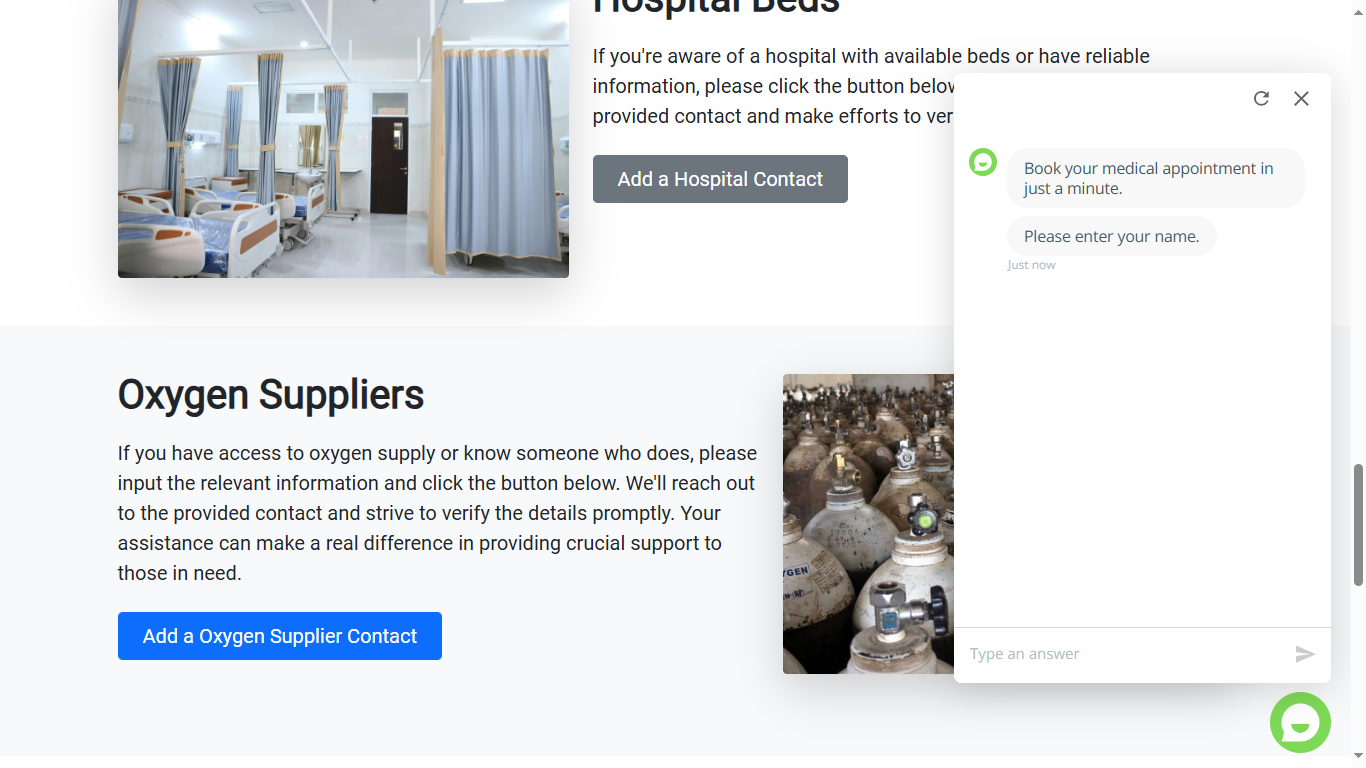 Hospital Beds
If you're aware of a hospital with available beds or have reliable
information, please click the button below
provided contact and make efforts to ver
Add a Hospital Contact
Oxygen Suppliers
If you have access to oxygen supply or know someone who does, please
input the relevant information and click the button below. We'll reach out
to the provided contact and strive to verify the details promptly. Your
assistance can make a real difference in providing crucial support to
those in need.
Add a Oxygen Supplier Contact
Book your medical appointment in
just a minute.
Please enter your name.
Just now
Type an answer